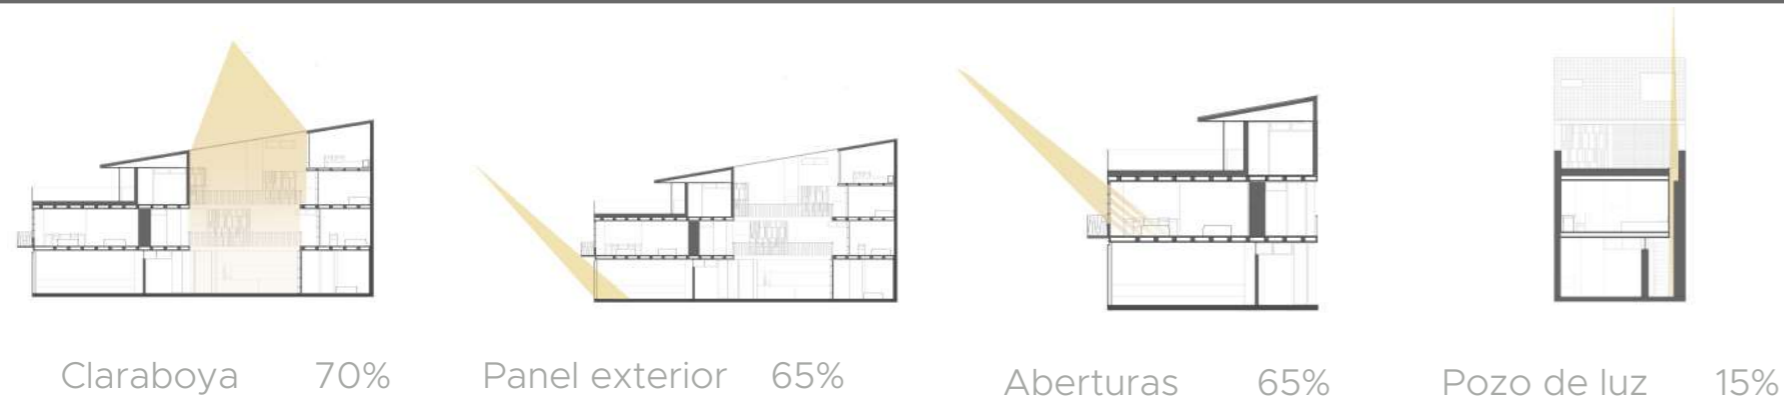 Claraboya 70%
Panel exterior 65%
Aberturas 65%
Pozo de luz 15%